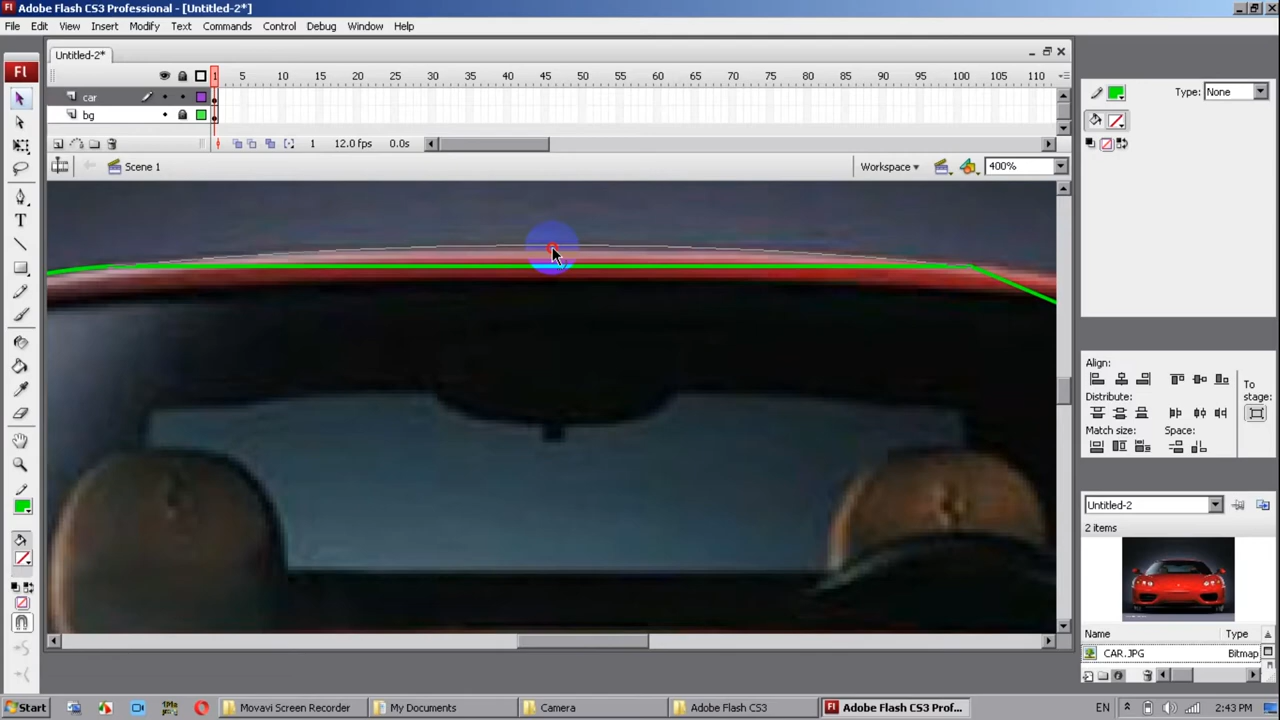 Adobe Flash CS3 Professional - [Untitled-2*]
File Edit View Insert Modify Text Commands Control Debug Window Help
Untitled-2*
1 5 10 15 20 25 30 35 40 45 50 55 60 65 70 75 80 85 90 95 100 105 110
car
bg
1 12.0 fps 0.0s
Scene 1
Workspace
400%
Fl
T
Type: None
Align:
Distribute:
Match size: Space:
To
stage:
Untitled-2
2 items
Name Type
CAR.JPG Bitmap
Start
Movavi Screen Recorder
My Documents
Camera
Adobe Flash CS3
Fl Adobe Flash CS3 Prof...
EN
2:43 PM